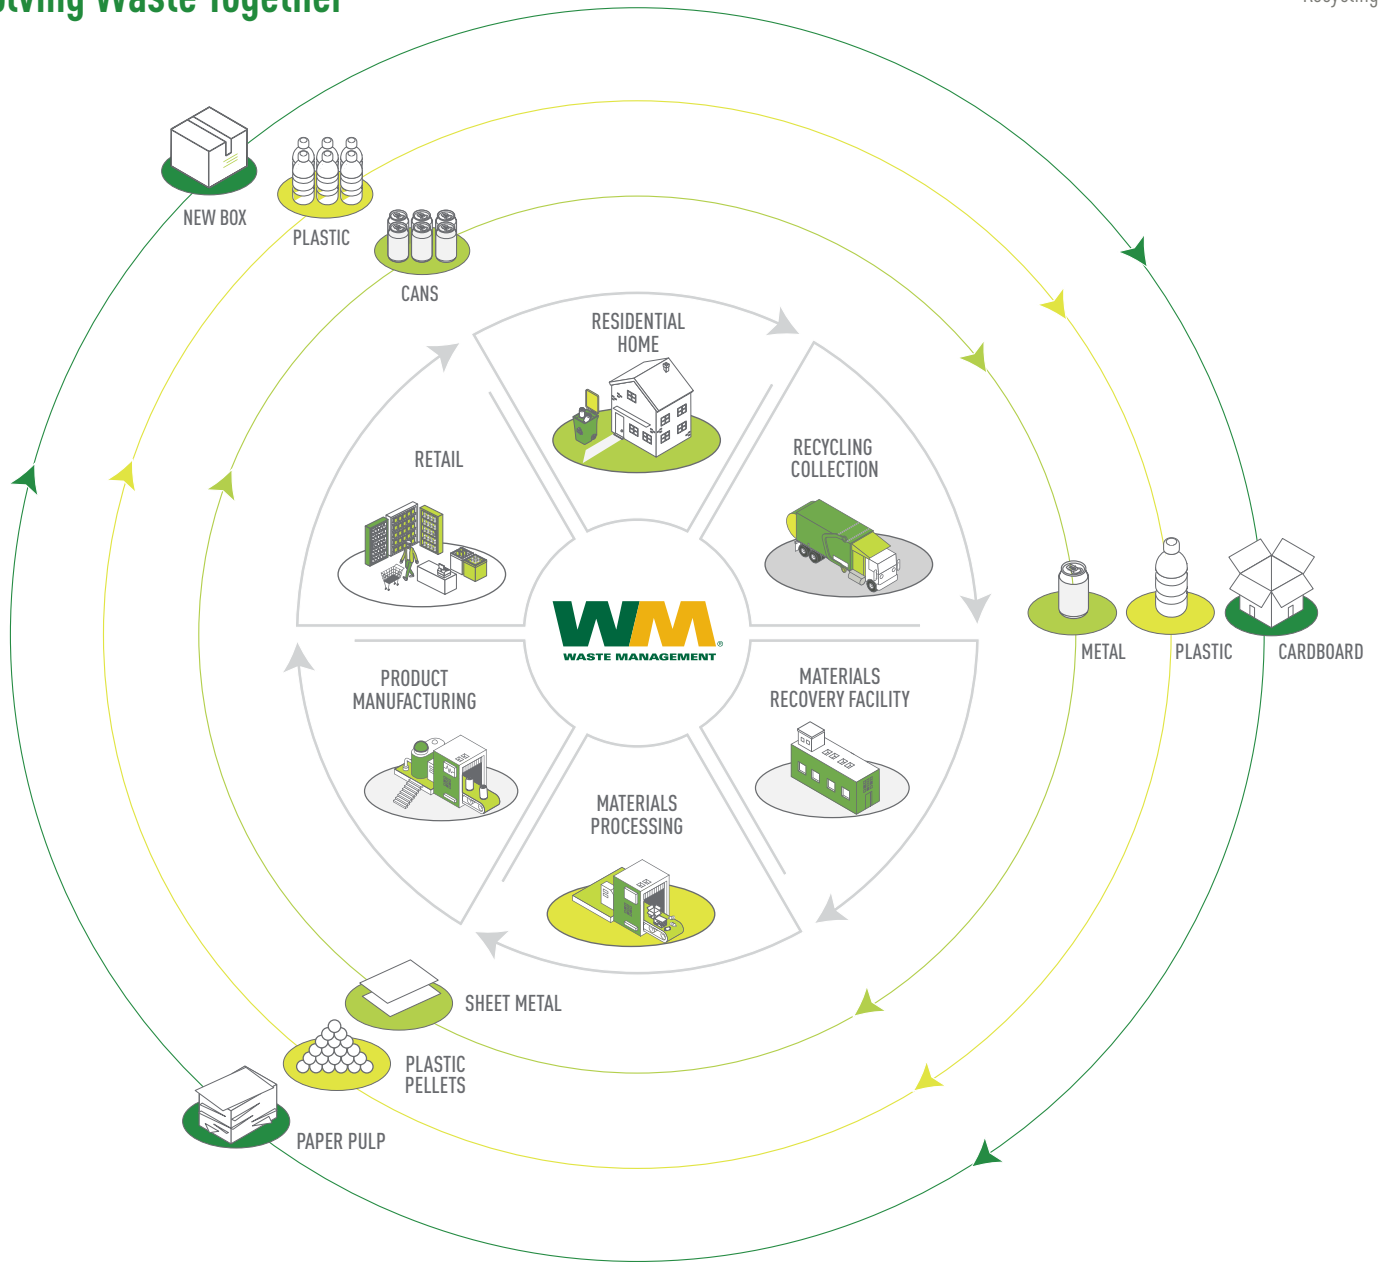 Together
NEW BOX
PLASTIC
CANS
RESIDENTIAL
HOME
RETAIL
RECYCLING
COLLECTION
WM
WASTE MANAGEMENT
®
METAL
PLASTIC
CARDBOARD
PRODUCT
MANUFACTURING
MATERIALS
RECOVERY FACILITY
MATERIALS
PROCESSING
SHEET METAL
PLASTIC
PELLETS
PAPER PULP